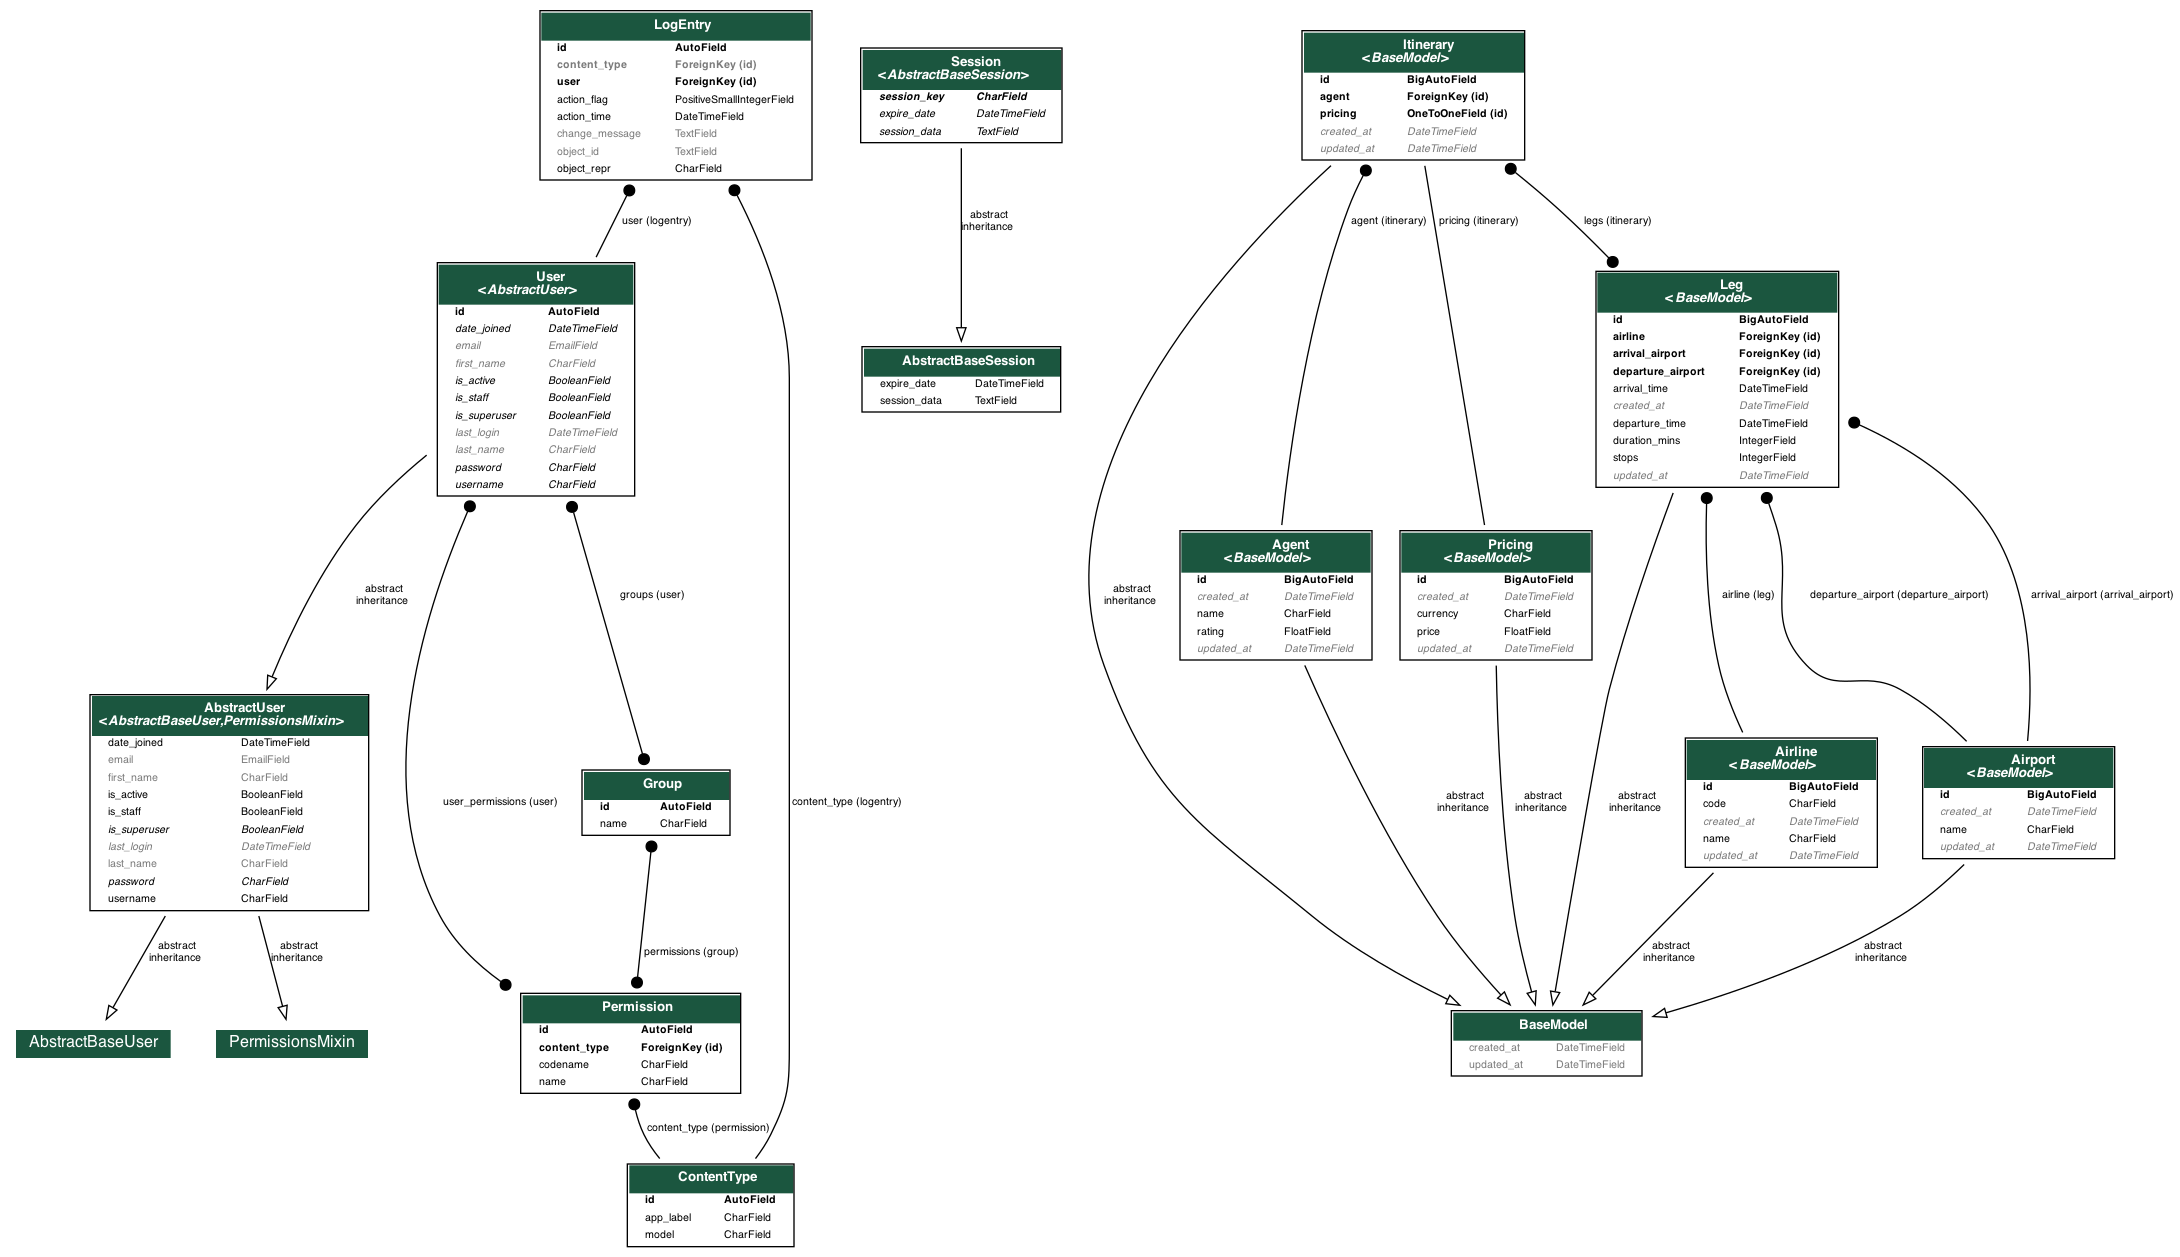 LogEntry
id AutoField
content_type ForeignKey (id)
user ForeignKey (id)
action_flag PositiveSmallIntegerField
action_time DateTimeField
change_message TextField
object_id TextField
object_repr CharField
Session
<AbstractBaseSession>
session_key CharField
expire_date DateTimeField
session_data TextField
Itinerary
<BaseModel>
id BigAutoField
agent ForeignKey (id)
pricing OneToOneField (id)
created_at DateTimeField
updated_at DateTimeField
user (logentry)
abstract
inheritance
agent (itinerary)
pricing (itinerary)
legs (itinerary)
User
<AbstractUser>
id AutoField
date_joined DateTimeField
email EmailField
first_name CharField
is_active BooleanField
is_staff BooleanField
is_superuser BooleanField
last_login DateTimeField
last_name CharField
password CharField
username CharField
AbstractBaseSession
expire_date DateTimeField
session_data TextField
Leg
<BaseModel>
id BigAutoField
airline ForeignKey (id)
arrival_airport ForeignKey (id)
departure_airport ForeignKey (id)
arrival_time DateTimeField
created_at DateTimeField
departure_time DateTimeField
duration_mins IntegerField
stops IntegerField
updated_at DateTimeField
abstract
inheritance
groups (user)
abstract
inheritance
Agent
<BaseModel>
id BigAutoField
created_at DateTimeField
name CharField
rating FloatField
updated_at DateTimeField
Pricing
<BaseModel>
id BigAutoField
created_at DateTimeField
currency CharField
price FloatField
updated_at DateTimeField
airline (leg)
departure_airport (departure_airport)
arrival_airport (arrival_airport)
AbstractUser
<AbstractBaseUser,PermissionsMixin>
date_joined DateTimeField
email EmailField
first_name CharField
is_active BooleanField
is_staff BooleanField
is_superuser BooleanField
last_login DateTimeField
last_name CharField
password CharField
username CharField
user_permissions (user)
Group
id AutoField
name CharField
content_type (logentry)
abstract
inheritance
abstract
inheritance
abstract
inheritance
Airline
<BaseModel>
id BigAutoField
code CharField
created_at DateTimeField
name CharField
updated_at DateTimeField
Airport
<BaseModel>
id BigAutoField
created_at DateTimeField
name CharField
updated_at DateTimeField
abstract
inheritance
abstract
inheritance
permissions (group)
abstract
inheritance
abstract
inheritance
AbstractBaseUser
PermissionsMixin
Permission
id AutoField
content_type ForeignKey (id)
codename CharField
name CharField
BaseModel
created_at DateTimeField
updated_at DateTimeField
content_type (permission)
ContentType
id AutoField
app_label CharField
model CharField